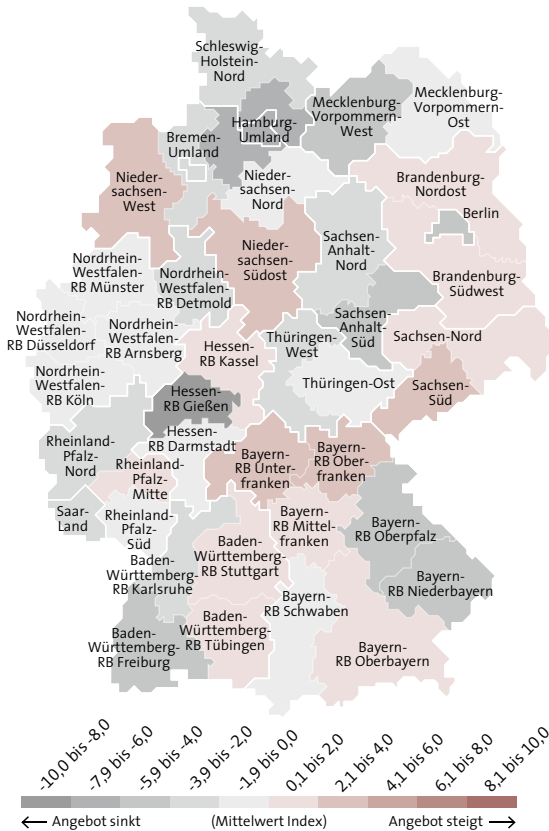 Schleswig-
Holstein-
Nord
Hamburg-
Umland
Mecklenburg-
Vorpommern-
West
Mecklenburg-
Vorpommern-
Ost
Bremen-
Umland
Nieder-
sachsen-
West
Nieder-
sachsen-
Nord
Brandenburg-
Nordost
Berlin
Nieder-
sachsen-
Südost
Sachsen-
Anhalt-
Nord
Nordrhein-
Westfalen-
RB Münster
Nordrhein-
Westfalen-
RB Detmold
Brandenburg-
Südwest
Nordrhein-
Westfalen-
RB Düsseldorf
Nordrhein-
Westfalen-
RB Arnsberg
Hessen-
RB Kassel
Thüringen-
West
Sachsen-
Anhalt-
Süd
Sachsen-Nord
Nordrhein-
Westfalen-
RB Köln
Hessen-
RB Gießen
Thüringen-Ost
Sachsen-
Süd
Rheinland-
Pfalz-
Nord
Hessen-
RB Darmstadt
Rheinland-
Pfalz-
Mitte
Bayern-
RB Unter-
franken
Bayern-
RB Ober-
franken
Saar-
Land
Rheinland-
Pfalz-
Süd
Bayern-
RB Mittel-
franken
Bayern-
RB Oberpfalz
Baden-
Württemberg-
RB Karlsruhe
Baden-
Württemberg-
RB Stuttgart
Bayern-
RB Niederbayern
Bayern-
RB Schwaben
Baden-
Württemberg-
RB Freiburg
Baden-
Württemberg-
RB Tübingen
Bayern-
RB Oberbayern
-10,0 bis -8,0
-7,9 bis -6,0
-5,9 bis -4,0
-3,9 bis -2,0
-1,9 bis 0,0
0,1 bis 2,0
2,1 bis 4,0
4,1 bis 6,0
6,1 bis 8,0
8,1 bis 10,0
← Angebot sinkt (Mittelwert Index) Angebot steigt →